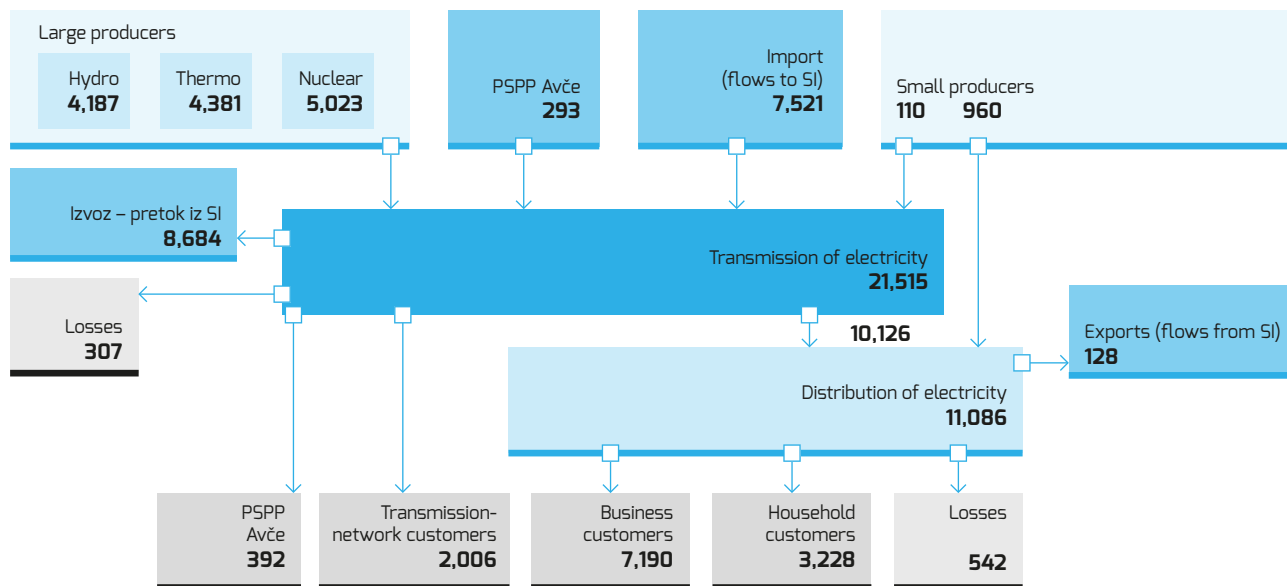 Large producers
Hydro
4,187
Thermo
4,381
Nuclear
5,023
PSPP Avče
293
Import
(flows to SI)
7,521
Small producers
110 960
Izvoz – pretok iz SI
8,684
Transmission of electricity
21,515
Losses
307
10,126
Exports (flows from SI)
128
Distribution of electricity
11,086
PSPP
Avče
392
Transmission-
network customers
2,006
Business
customers
7,190
Household
customers
3,228
Losses
542